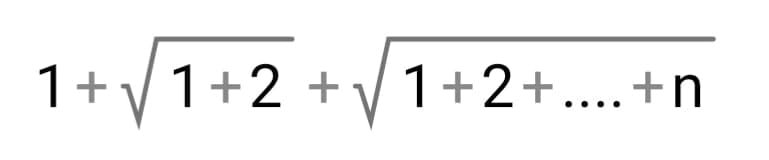 1+√1+2 + √1+2+....+n